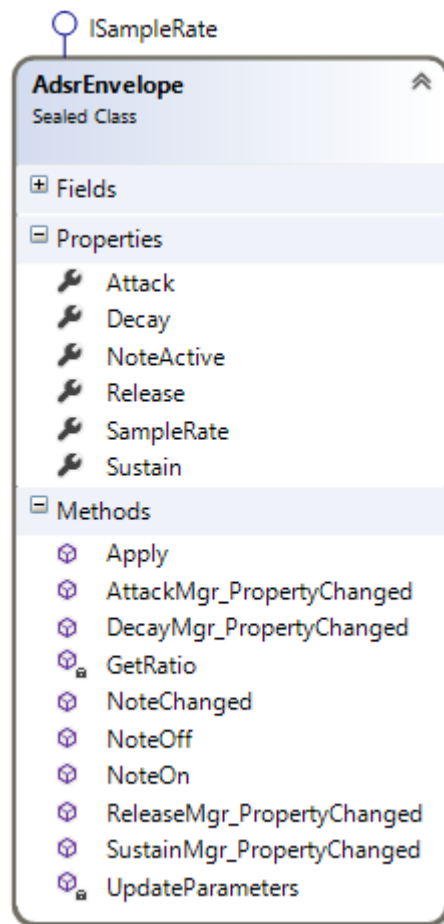 ISampleRate
AdsrEnvelope
Sealed Class
Fields
Properties
Attack
Decay
NoteActive
Release
SampleRate
Sustain
Methods
Apply
AttackMgr_PropertyChanged
DecayMgr_PropertyChanged
GetRatio
NoteChanged
NoteOff
NoteOn
ReleaseMgr_PropertyChanged
SustainMgr_PropertyChanged
UpdateParameters